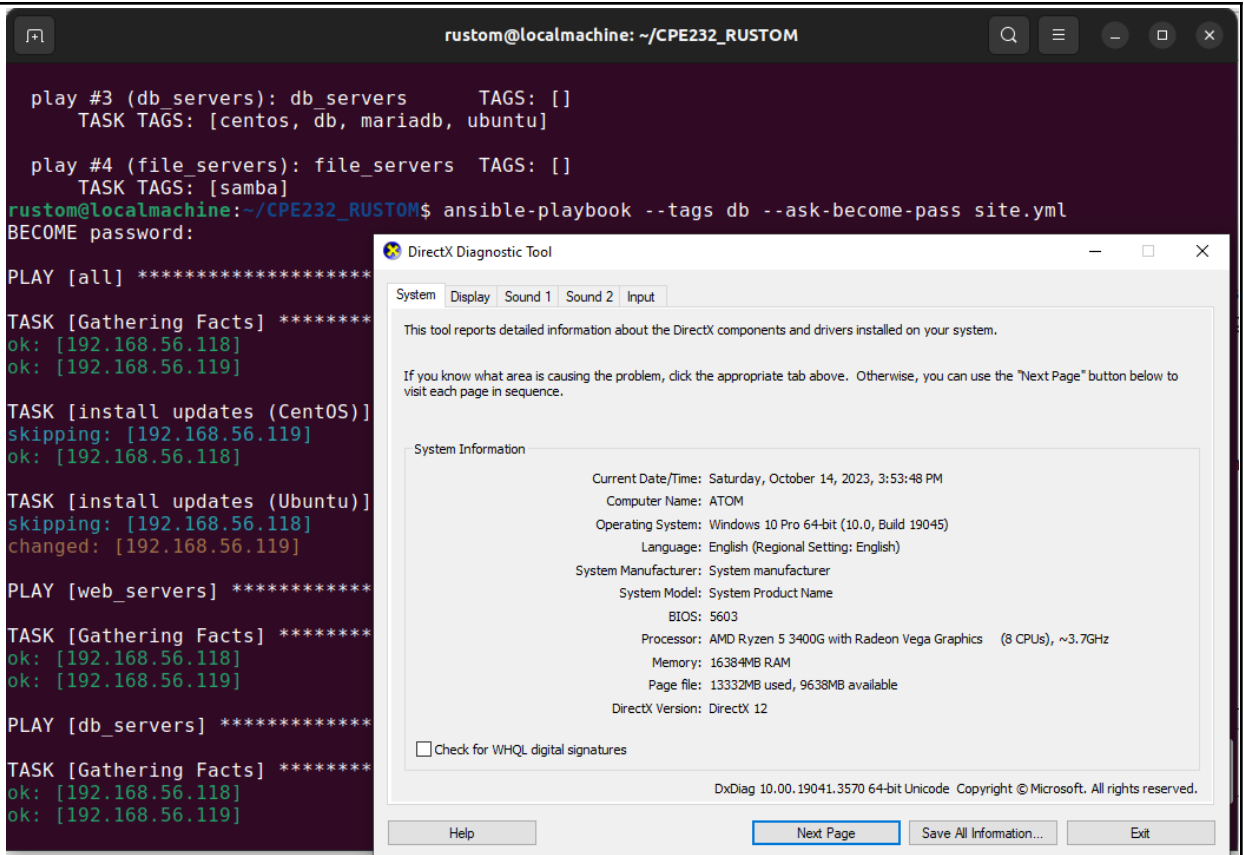 rustom@localmachine: ~/CPE232_RUSTOM
play #3 (db_servers): db_servers TAGS: []
TASK TAGS: [centos, db, mariadb, ubuntu]
play #4 (file_servers): file_servers TAGS: []
TASK TAGS: [samba]
rustom@localmachine:~/CPE232_RUSTOM$ ansible-playbook --tags db --ask-become-pass site.yml
BECOME password:
PLAY [all] ********************
TASK [Gathering Facts] ********
ok: [192.168.56.118]
ok: [192.168.56.119]
TASK [install updates (CentOS)]
skipping: [192.168.56.119]
ok: [192.168.56.118]
TASK [install updates (Ubuntu)]
skipping: [192.168.56.118]
changed: [192.168.56.119]
PLAY [web_servers] ************
TASK [Gathering Facts] ********
ok: [192.168.56.118]
ok: [192.168.56.119]
PLAY [db_servers] *************
TASK [Gathering Facts] ********
ok: [192.168.56.118]
ok: [192.168.56.119]
DirectX Diagnostic Tool
System Display Sound 1 Sound 2 Input
This tool reports detailed information about the DirectX components and drivers installed on your system.
If you know what area is causing the problem, click the appropriate tab above. Otherwise, you can use the "Next Page" button below to
visit each page in sequence.
System Information
Current Date/Time: Saturday, October 14, 2023, 3:53:48 PM
Computer Name: ATOM
Operating System: Windows 10 Pro 64-bit (10.0, Build 19045)
Language: English (Regional Setting: English)
System Manufacturer: System manufacturer
System Model: System Product Name
BIOS: 5603
Processor: AMD Ryzen 5 3400G with Radeon Vega Graphics (8 CPUs), ~3.7GHz
Memory: 16384MB RAM
Page file: 13332MB used, 9638MB available
DirectX Version: DirectX 12
Check for WHQL digital signatures
DxDiag 10.00.19041.3570 64-bit Unicode Copyright © Microsoft. All rights reserved.
Help Next Page Save All Information... Exit